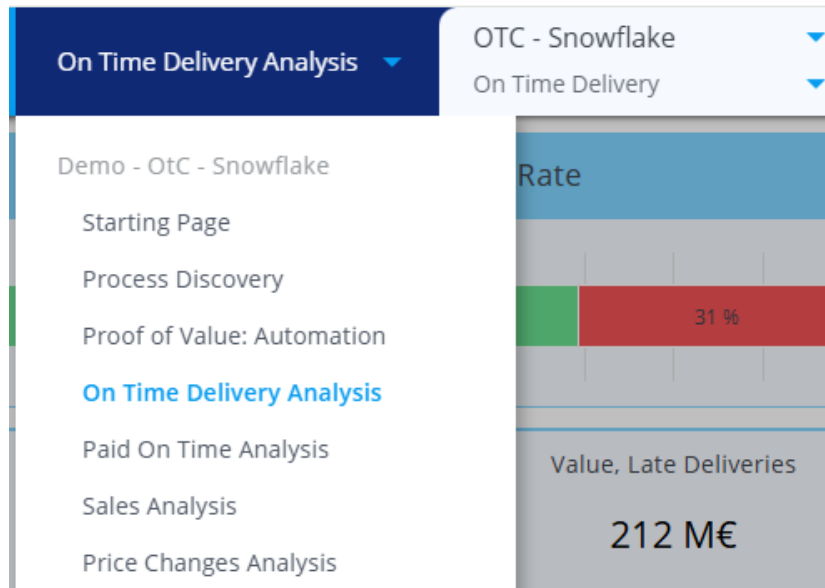 On Time Delivery Analysis
OTC - Snowflake
On Time Delivery
Demo - OtC - Snowflake
Starting Page
Process Discovery
Proof of Value: Automation
On Time Delivery Analysis
Paid On Time Analysis
Sales Analysis
Price Changes Analysis
Rate
31 %
Value, Late Deliveries
212 M€